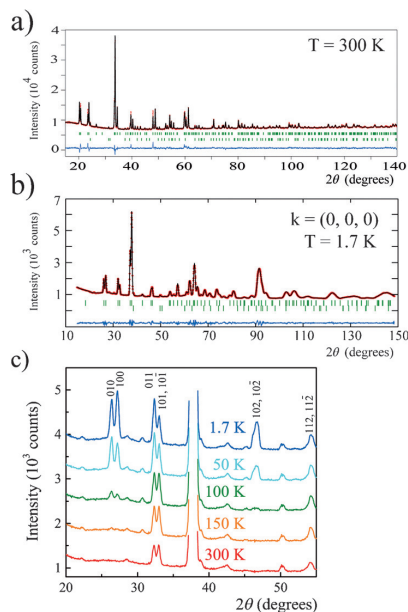 a)
T = 300 K
Intensity (10⁴ counts)
4
3
2
1
0
20 40 60 80 100 120 140
2θ (degrees)
b)
k = (0, 0, 0)
T = 1.7 K
Intensity (10³ counts)
7
5
3
1
10 30 50 70 90 110 130 150
2θ (degrees)
c)
010
100
011
101, 101̄
102, 102̄
112, 112̄
1.7 K
50 K
100 K
150 K
300 K
Intensity (10³ counts)
5
4
3
2
1
20 30 40 50
2θ (degrees)